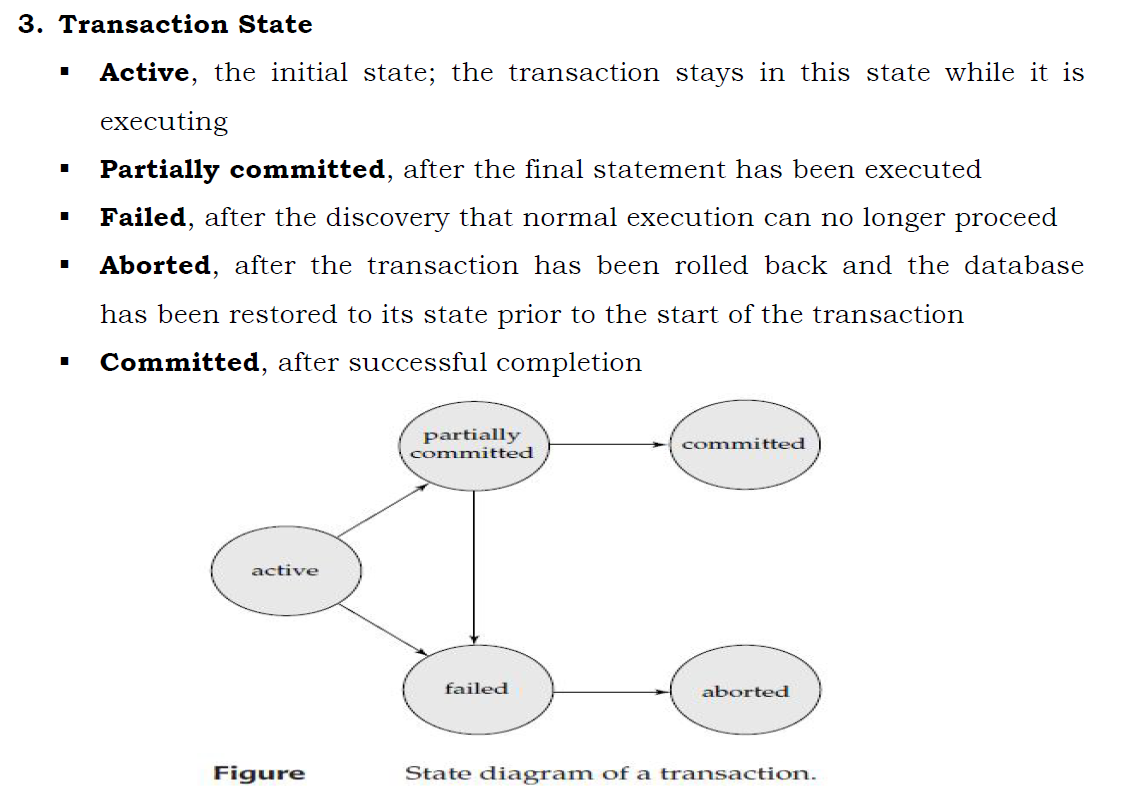 3. Transaction State
▪ Active, the initial state; the transaction stays in this state while it is
executing
▪ Partially committed, after the final statement has been executed
▪ Failed, after the discovery that normal execution can no longer proceed
▪ Aborted, after the transaction has been rolled back and the database
has been restored to its state prior to the start of the transaction
▪ Committed, after successful completion
partially
committed
committed
active
failed
aborted
Figure State diagram of a transaction.